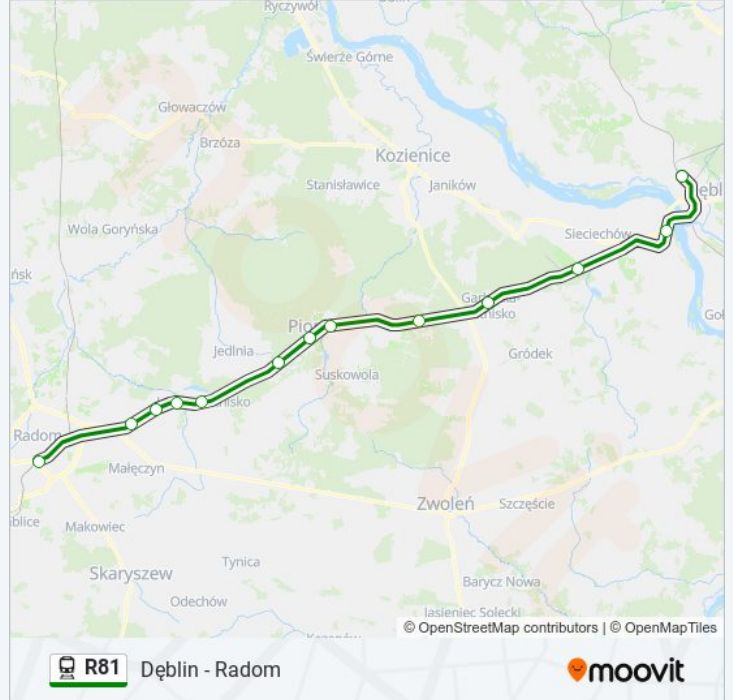 Ryczywół
Świerże Górne
Głowaczów
Brzóza
Kozienice
Stanisławice
Janików
Wola Goryńska
Sieciechów
Jedlnia
Suskowola
Gródek
Radom
Małęczyn
Zwoleń
Szczęście
Makowiec
Tynica
Skaryszew
Barycz Nowa
Odechów
Jasieniec Solecki
© OpenStreetMap contributors | © OpenMapTiles
R81 Dęblin - Radom
moovit